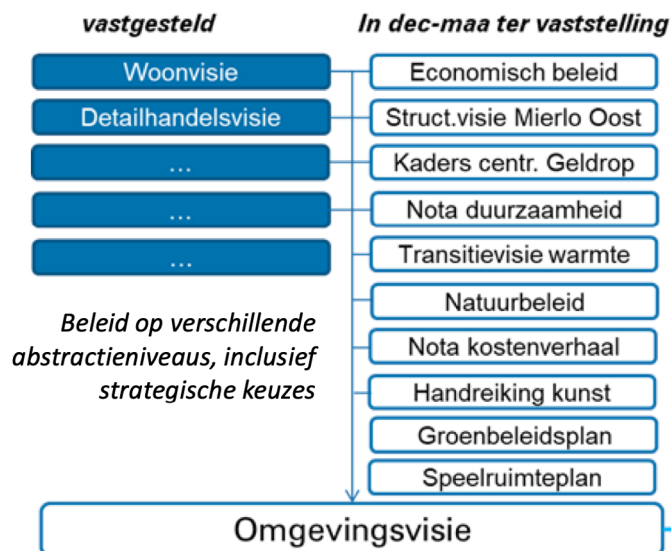 vastgesteld
In dec-maa ter vaststelling
Woonvisie
Economisch beleid
Detailhandelsvisie
Struct.visie Mierlo Oost
...
Kaders centr. Geldrop
...
Nota duurzaamheid
...
Transitievisie warmte
Natuurbeleid
Beleid op verschillende
abstractieniveaus, inclusief
strategische keuzes
Nota kostenverhaal
Handreiking kunst
Groenbeleidsplan
Speelruimteplan
Omgevingsvisie